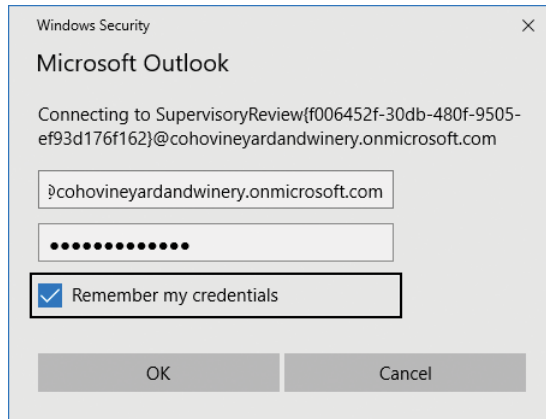 Windows Security
Microsoft Outlook
Connecting to SupervisoryReview{f006452f-30db-480f-9505-
ef93d176f162}@cohovineyardandwinery.onmicrosoft.com
@cohovineyardandwinery.onmicrosoft.com
●●●●●●●●●●●●●
Remember my credentials
OK
Cancel